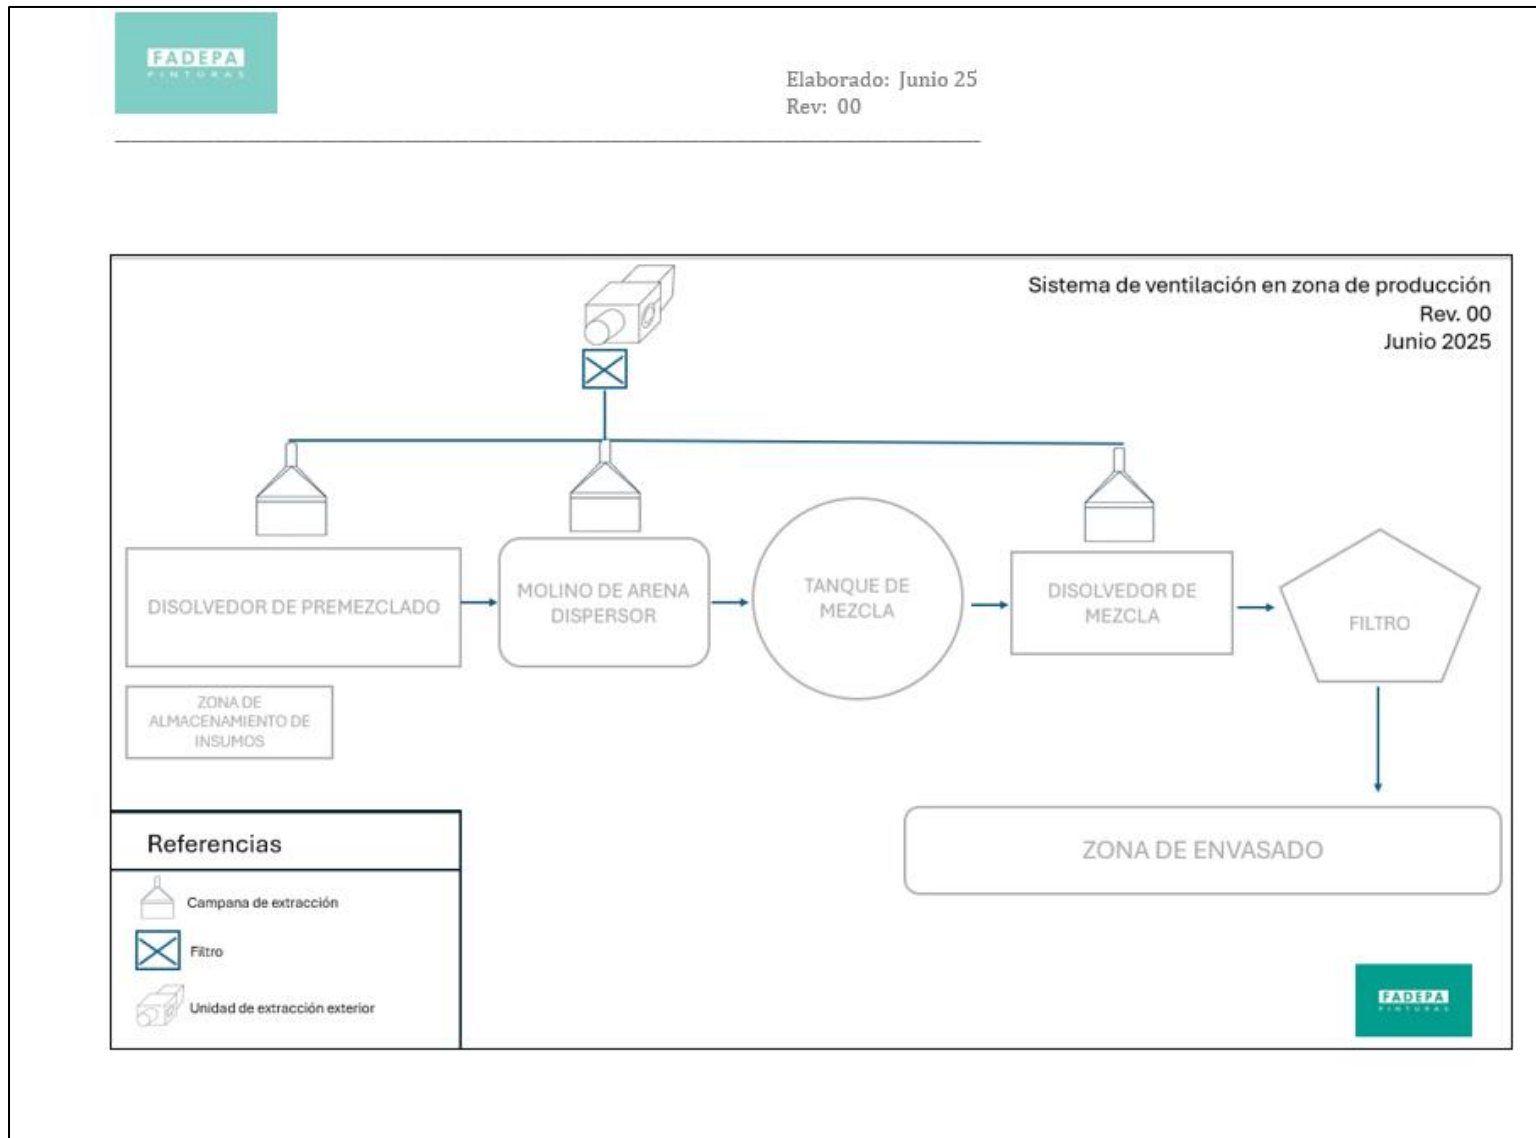 FADEPA
PINTURAS
Elaborado: Junio 25
Rev: 00
Sistema de ventilación en zona de producción
Rev. 00
Junio 2025
DISOLVEDOR DE PREMEZCLADO
MOLINO DE ARENA
DISPERSOR
TANQUE DE
MEZCLA
DISOLVEDOR DE
MEZCLA
FILTRO
ZONA DE
ALMACENAMIENTO DE
INSUMOS
ZONA DE ENVASADO
Referencias
Campana de extracción
Filtro
Unidad de extracción exterior
FADEPA
PINTURAS